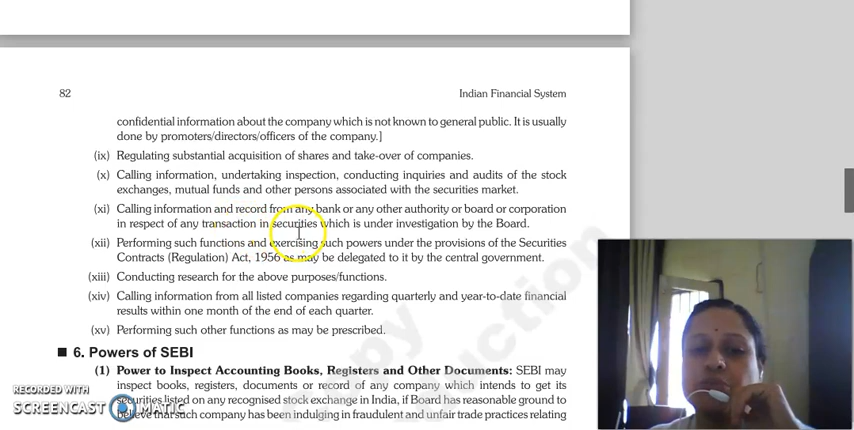 82 Indian Financial System
confidential information about the company which is not known to general public. It is usually
done by promoters/directors/officers of the company.]
(ix) Regulating substantial acquisition of shares and take-over of companies.
(x) Calling information, undertaking inspection, conducting inquiries and audits of the stock
exchanges, mutual funds and other persons associated with the securities market.
(xi) Calling information and record from any bank or any other authority or board or corporation
in respect of any transaction in securities which is under investigation by the Board.
(xii) Performing such functions and exercising such powers under the provisions of the Securities
Contracts (Regulation) Act, 1956 as may be delegated to it by the central government.
(xiii) Conducting research for the above purposes/functions.
(xiv) Calling information from all listed companies regarding quarterly and year-to-date financial
results within one month of the end of each quarter.
(xv) Performing such other functions as may be prescribed.
■ 6. Powers of SEBI
(1) Power to Inspect Accounting Books, Registers and Other Documents: SEBI may
inspect books, registers, documents or record of any company which intends to get its
securities listed on any recognised stock exchange in India, if Board has reasonable ground to
believe that such company has been indulging in fraudulent and unfair trade practices relating
RECORDED WITH
SCREENCAST MATIC